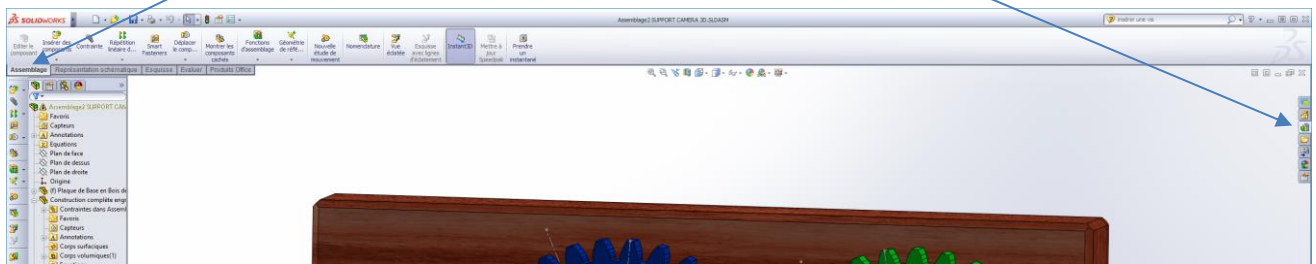 SOLIDWORKS
Assemblage2 SUPPORT CAMERA 3D.SLDASM
insérer une vis
Editer le composant
Insérer des composants
Contrainte
Répétition linéaire d...
Smart Fasteners
Déplacer le comp...
Montrer les composants cachés
Fonctions d'assemblage
Géométrie de réfé...
Nouvelle étude de mouvement
Nomenclature
Vue éclatée
Esquisse avec lignes d'éclatement
Instant3D
Mettre à jour Speedpak
Prendre un instantané
Assemblage Représentation schématique Esquisse Evaluer Produits Office
Assemblage2 SUPPORT CAM
Favoris
Capteurs
Annotations
Equations
Plan de face
Plan de dessus
Plan de droite
Origine
(f) Plaque de Base en Bois de
Construction complète engr
Contraintes dans Assembl
Favoris
Capteurs
Annotations
Corps surfaciques
Corps volumiques(1)